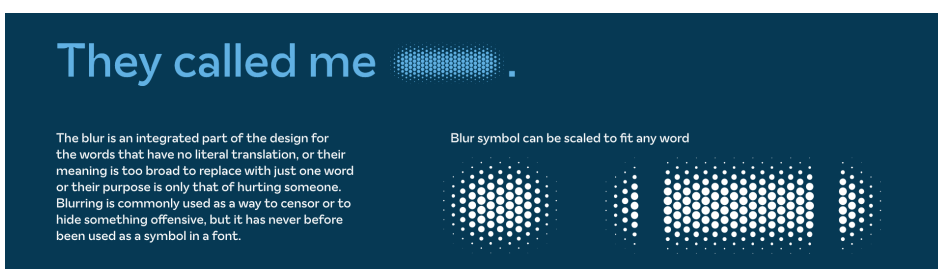 They called me .
The blur is an integrated part of the design for
the words that have no literal translation, or their
meaning is too broad to replace with just one word
or their purpose is only that of hurting someone.
Blurring is commonly used as a way to censor or to
hide something offensive, but it has never before
been used as a symbol in a font.
Blur symbol can be scaled to fit any word